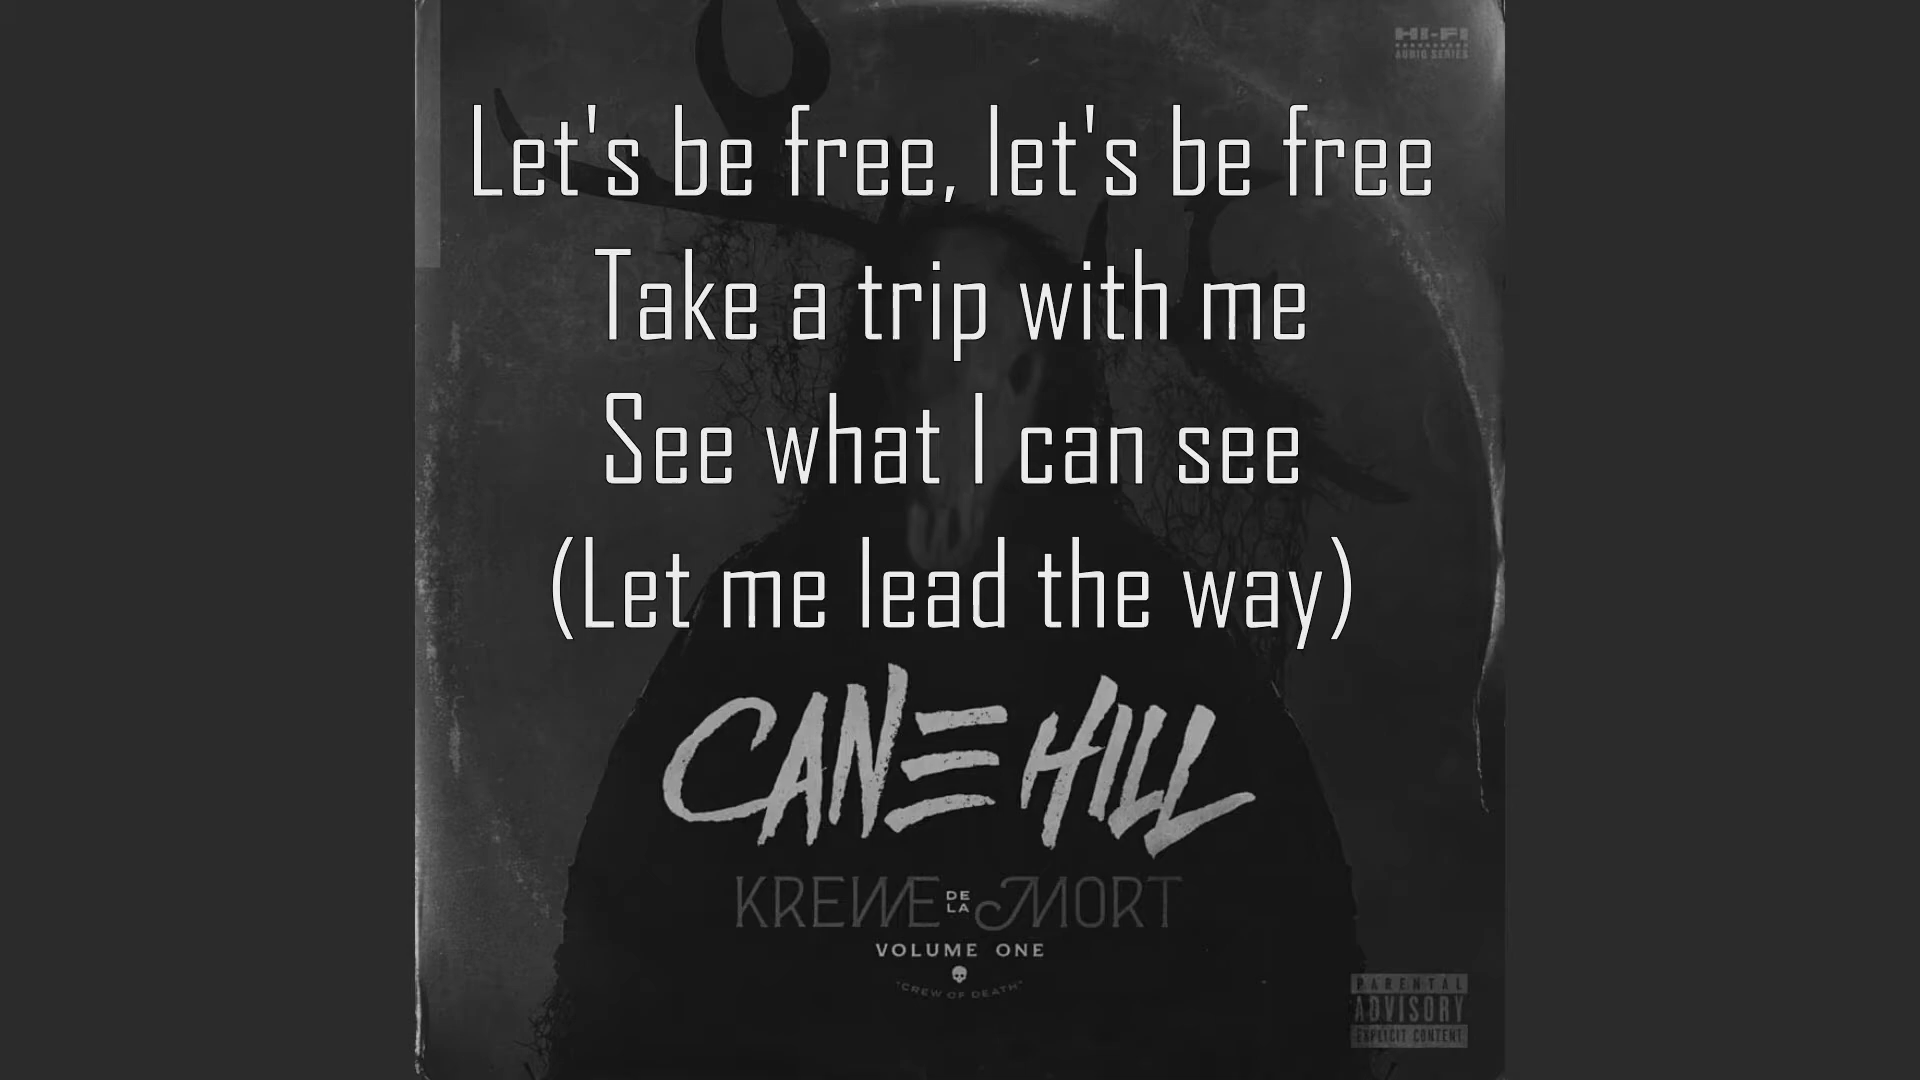 HI-FI
AUDIO SERIES
Let's be free, let's be free
Take a trip with me
See what I can see
(Let me lead the way)
CANE HILL
KREWE DE LA MORT
VOLUME ONE
"CREW OF DEATH"
PARENTAL
ADVISORY
EXPLICIT CONTENT